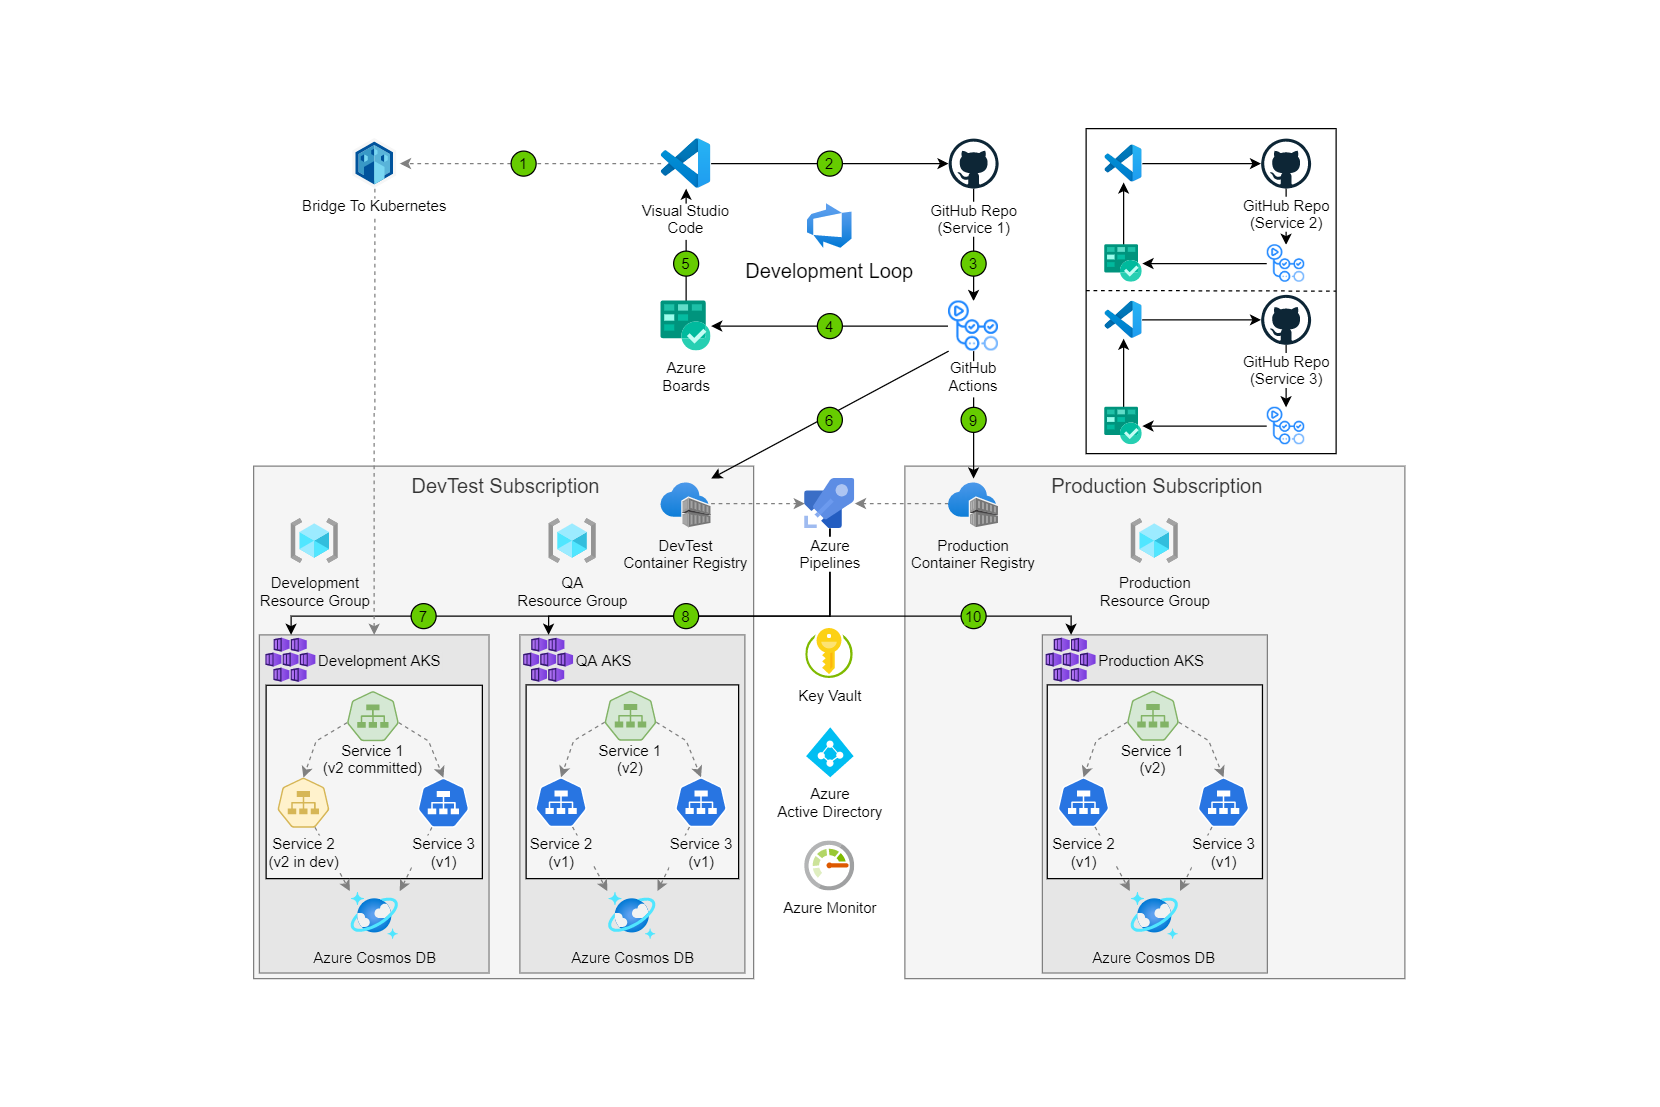 1
2
Bridge To Kubernetes
Visual Studio
Code
GitHub Repo
(Service 1)
5
Development Loop
3
4
Azure
Boards
GitHub
Actions
6
9
GitHub Repo
(Service 2)
GitHub Repo
(Service 3)
DevTest Subscription
DevTest
Container Registry
Azure
Pipelines
Production Subscription
Production
Container Registry
Development
Resource Group
QA
Resource Group
Production
Resource Group
7
8
10
Development AKS
Service 1
(v2 committed)
Service 2
(v2 in dev)
Service 3
(v1)
Azure Cosmos DB
QA AKS
Service 1
(v2)
Service 2
(v1)
Service 3
(v1)
Azure Cosmos DB
Key Vault
Azure
Active Directory
Azure Monitor
Production AKS
Service 1
(v2)
Service 2
(v1)
Service 3
(v1)
Azure Cosmos DB